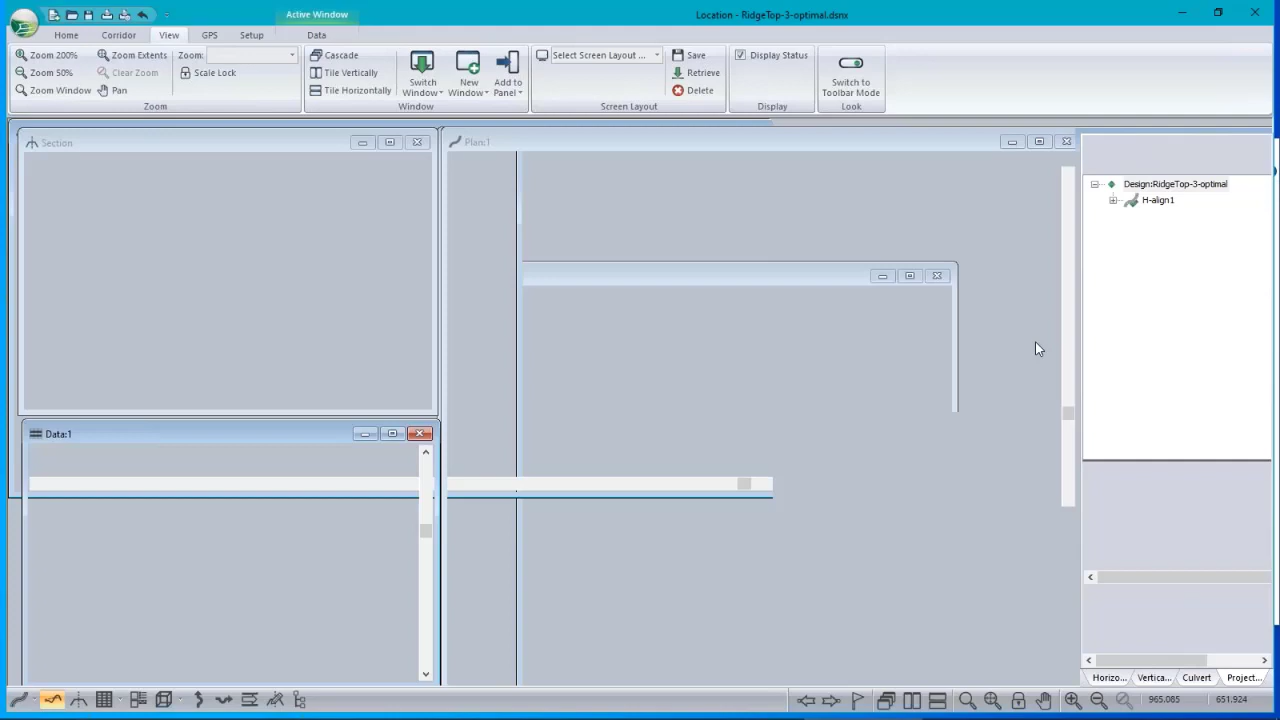 Active Window
Location - RidgeTop-3-optimal.dsnx
Home Corridor View GPS Setup Data
Zoom 200% Zoom Extents Zoom:
Zoom 50% Clear Zoom Scale Lock
Zoom Window Pan
Zoom
Cascade
Tile Vertically
Tile Horizontally
Switch Window
New Window
Add to Panel
Window
Select Screen Layout ...
Save
Retrieve
Delete
Screen Layout
Display Status
Display
Switch to Toolbar Mode
Look
Section
Plan:1
Design:RidgeTop-3-optimal
H-align1
Data:1
Horizo... Vertica... Culvert Project...
965.085 651.924